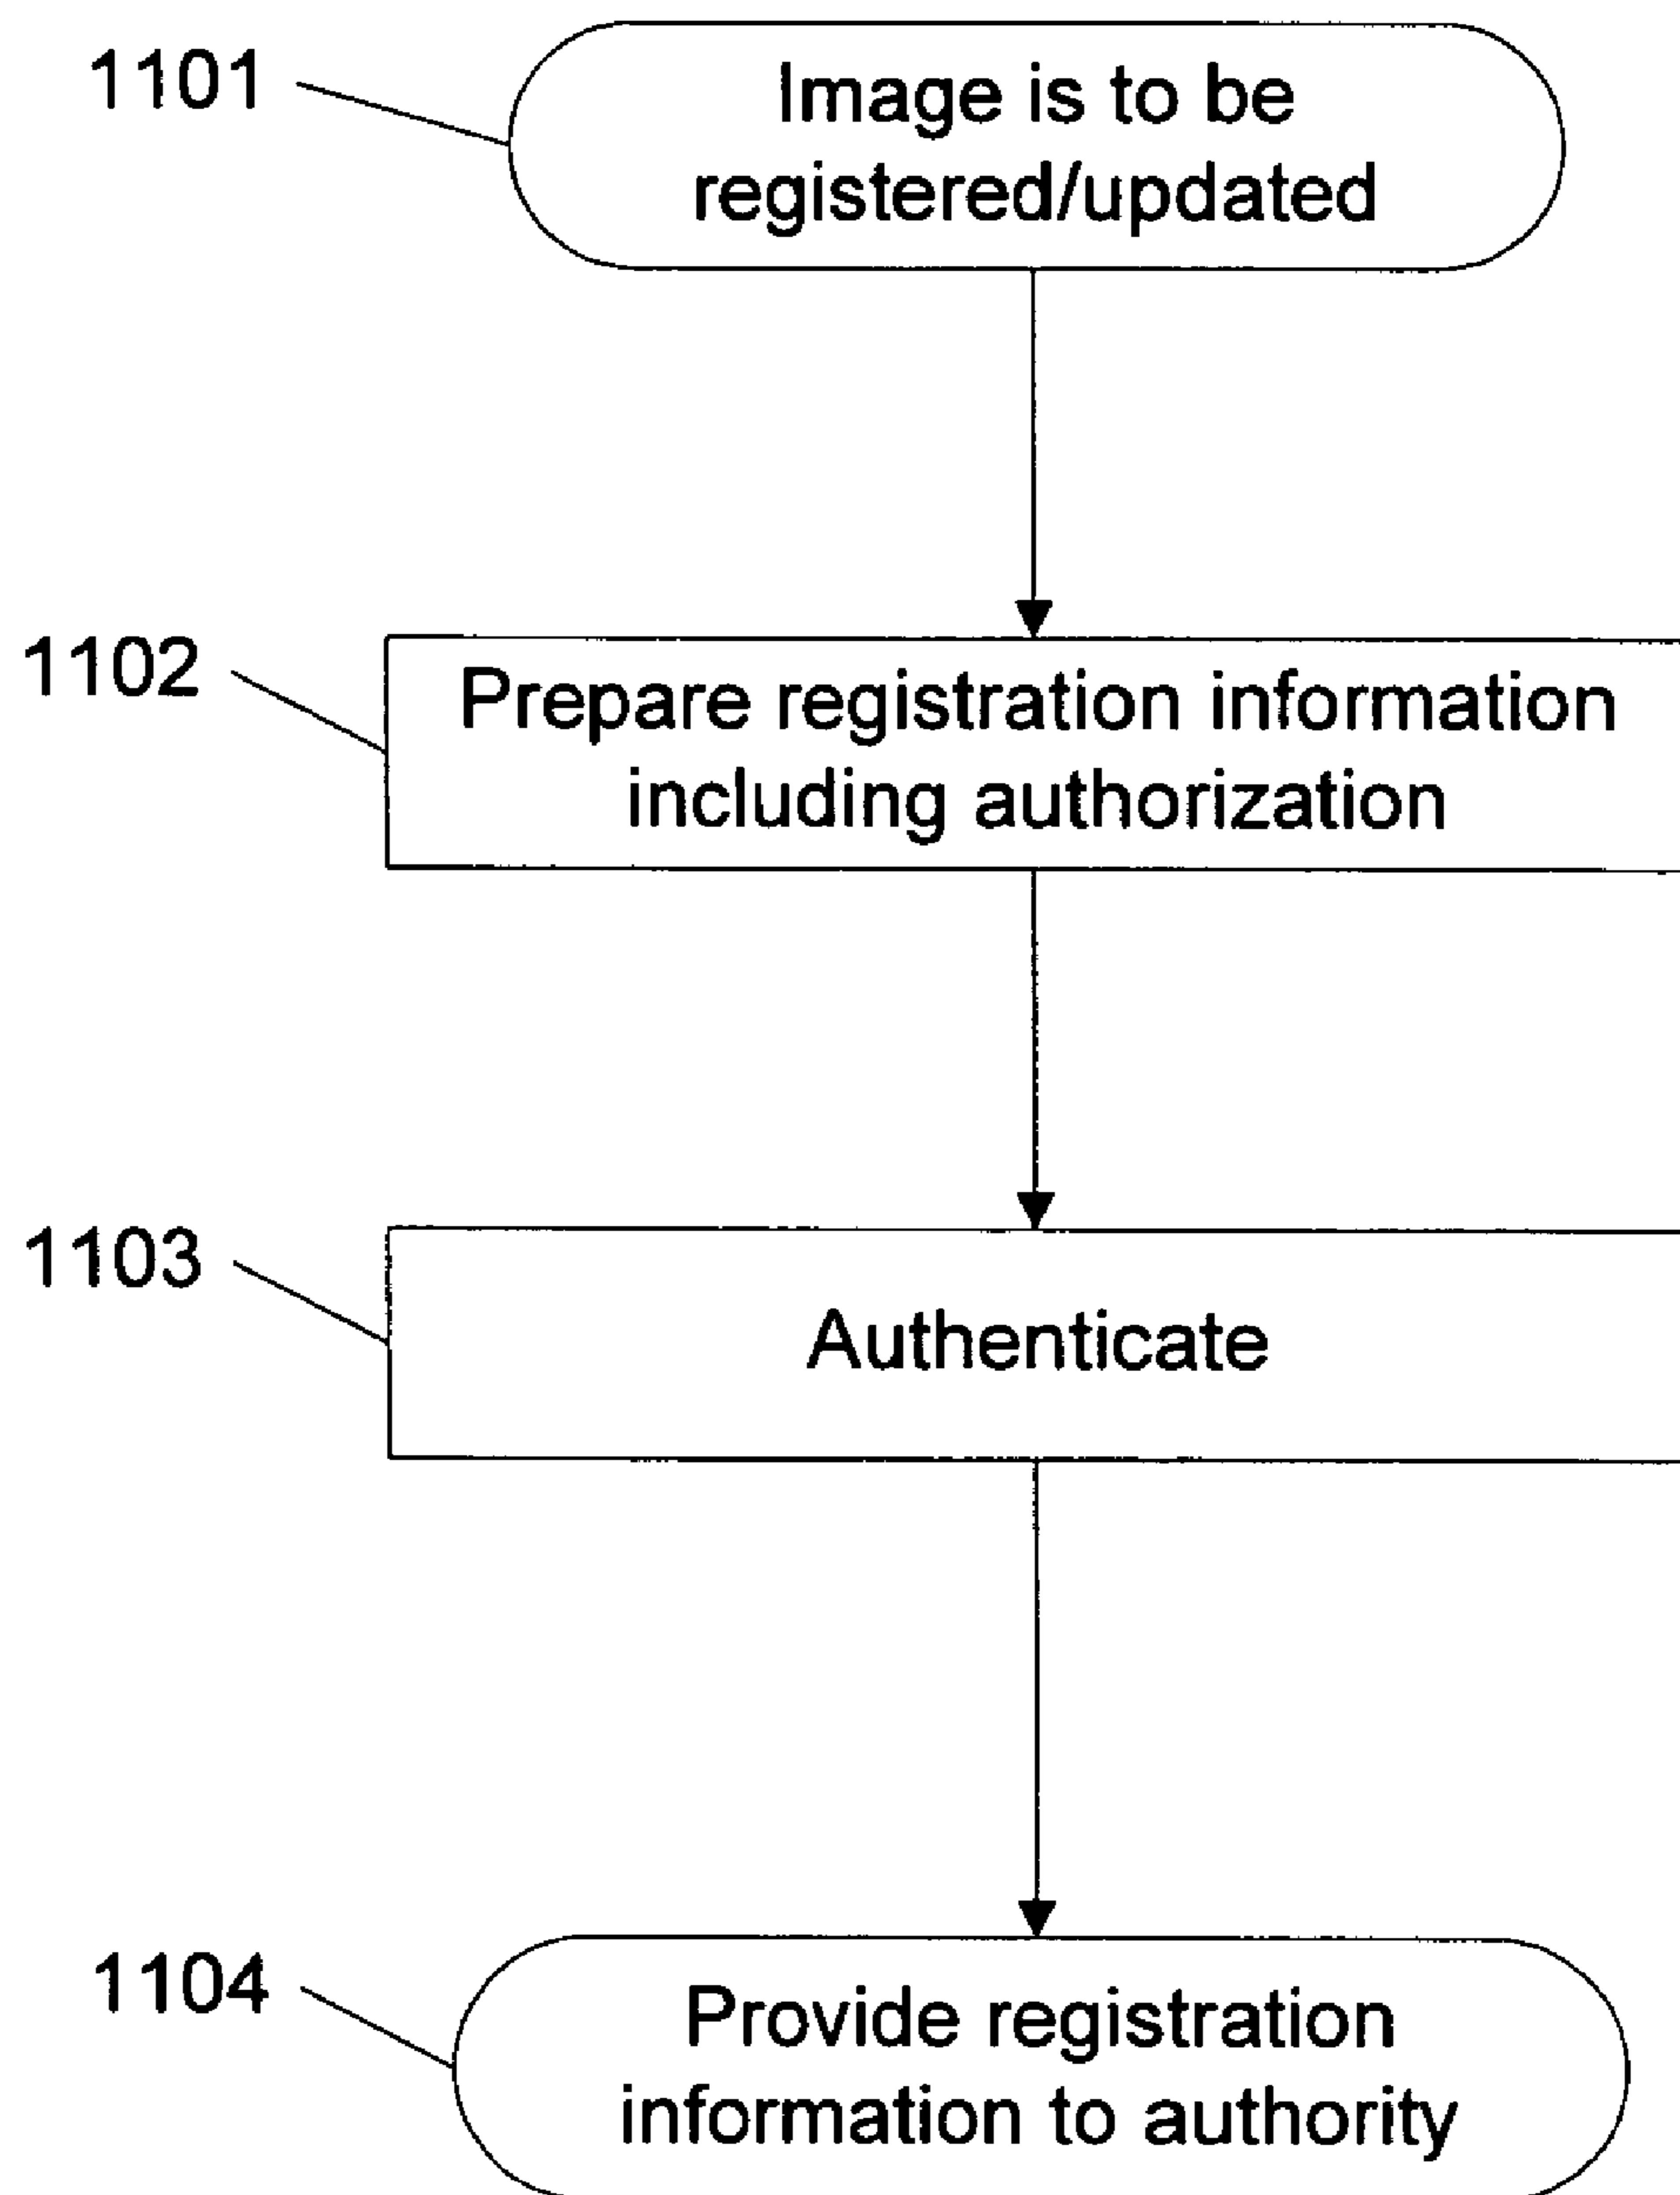 1101
Image is to be
registered/updated
1102
Prepare registration information
including authorization
1103
Authenticate
1104
Provide registration
information to authority